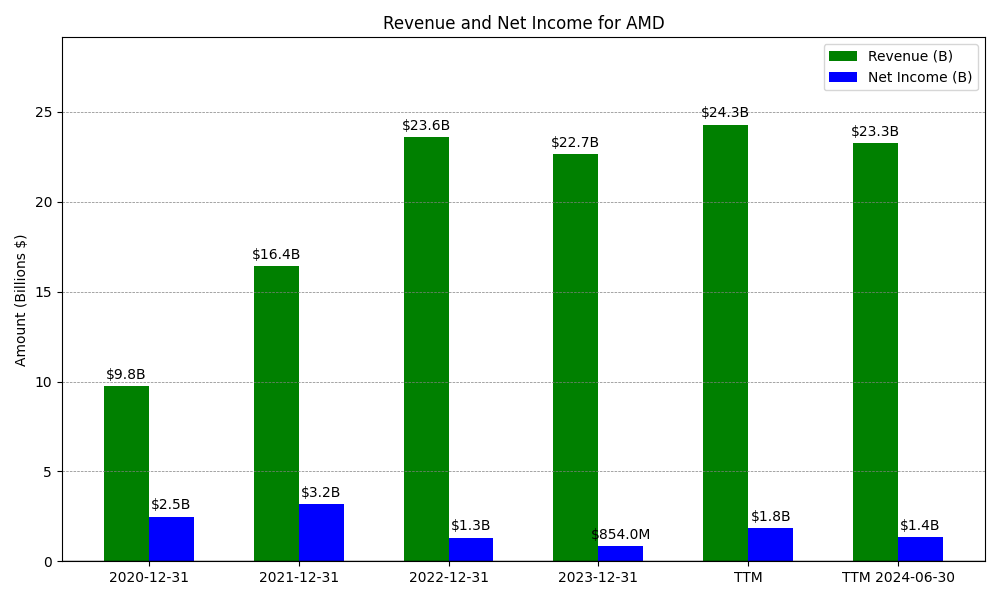 Revenue and Net Income for AMD
Revenue (B)
Net Income (B)
Amount (Billions $)
25
20
15
10
5
0
$9.8B
$16.4B
$23.6B
$22.7B
$24.3B
$23.3B
$2.5B
$3.2B
$1.3B
$854.0M
$1.8B
$1.4B
2020-12-31
2021-12-31
2022-12-31
2023-12-31
TTM
TTM 2024-06-30